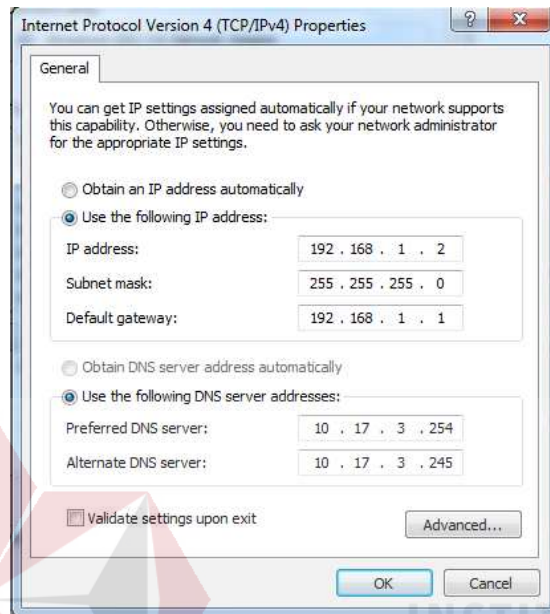 Internet Protocol Version 4 (TCP/IPv4) Properties
General
You can get IP settings assigned automatically if your network supports
this capability. Otherwise, you need to ask your network administrator
for the appropriate IP settings.
Obtain an IP address automatically
Use the following IP address:
IP address: 192 . 168 . 1 . 2
Subnet mask: 255 . 255 . 255 . 0
Default gateway: 192 . 168 . 1 . 1
Obtain DNS server address automatically
Use the following DNS server addresses:
Preferred DNS server: 10 . 17 . 3 . 254
Alternate DNS server: 10 . 17 . 3 . 245
Validate settings upon exit
Advanced...
OK Cancel